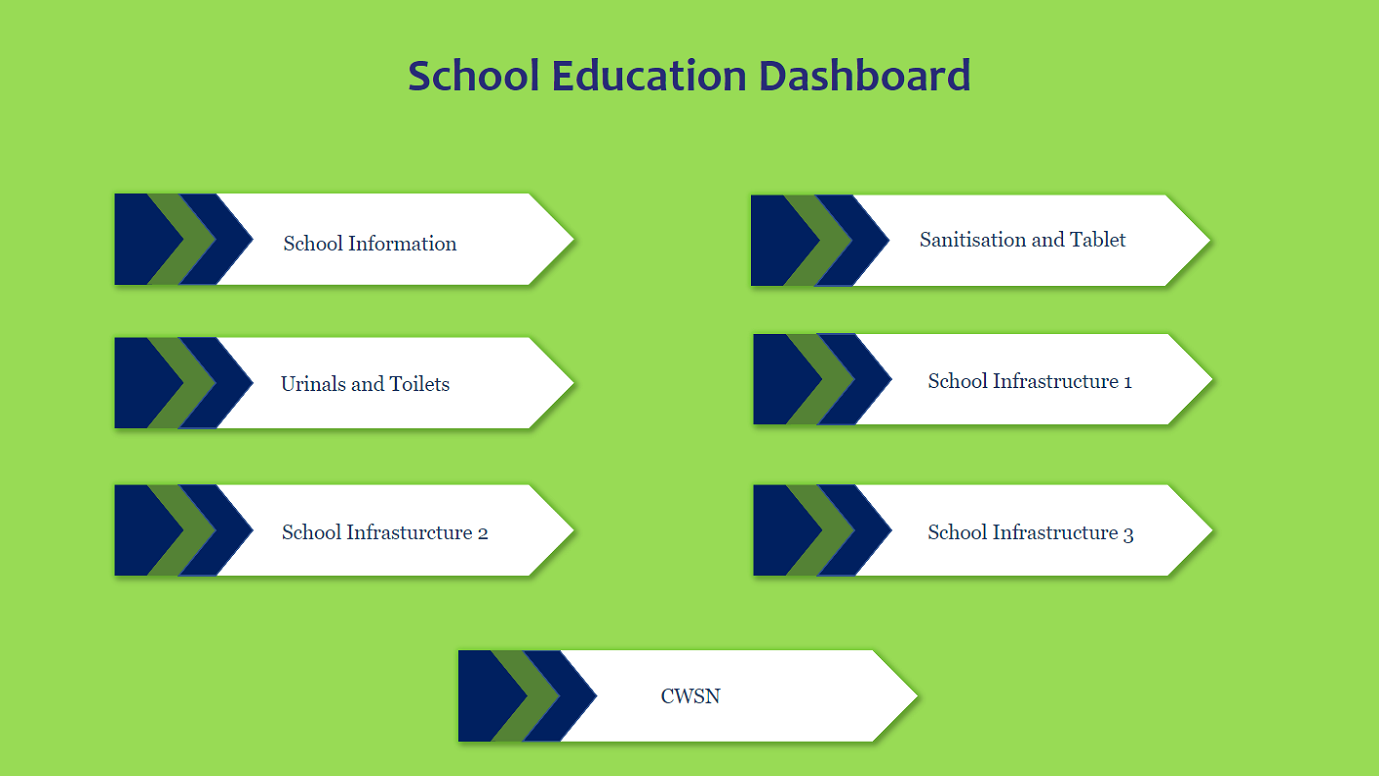 School Education Dashboard
School Information
Sanitisation and Tablet
Urinals and Toilets
School Infrastructure 1
School Infrasturcture 2
School Infrastructure 3
CWSN